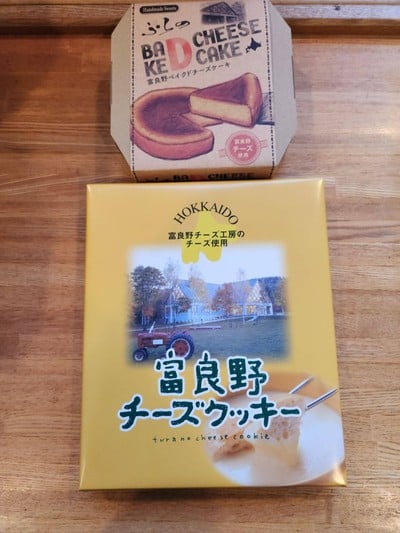 Handmade Sweets
ふらの
BAKED CHEESE CAKE
富良野ベイクドチーズケーキ
富良野
チーズ
使用
BAKED CHEESE CAKE
HOKKAIDO
富良野チーズ工房の
チーズ使用
富良野
チーズクッキー
furano cheese cookie